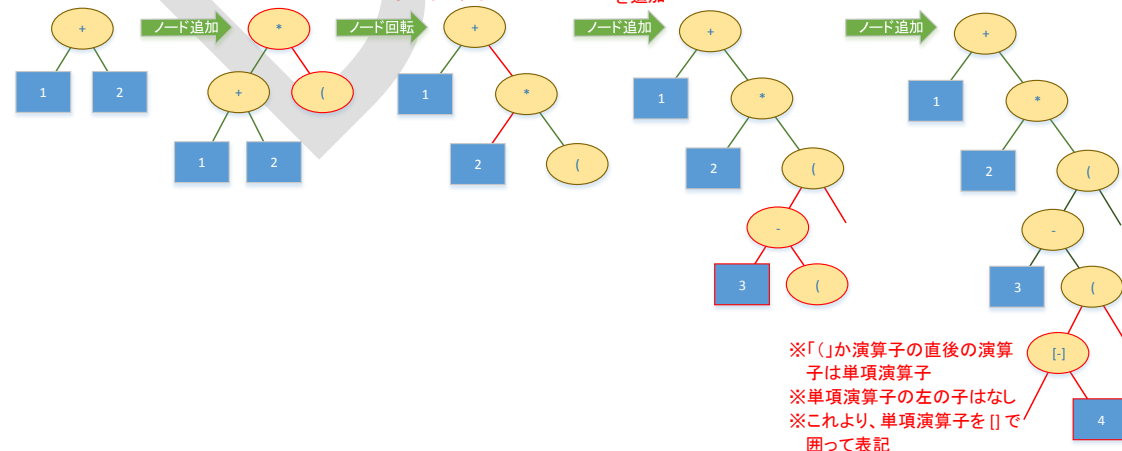 を追加
+ ノード追加 * ノード回転 + ノード追加 + ノード追加 +
1 2 + ( 1 * 1 * 1 *
1 2 2 ( 2 ( 2 (
- -
3 ( 3 (
[-]
4
※「(」か演算子の直後の演算
子は単項演算子
※単項演算子の左の子はなし
※これより、単項演算子を [] で
囲って表記